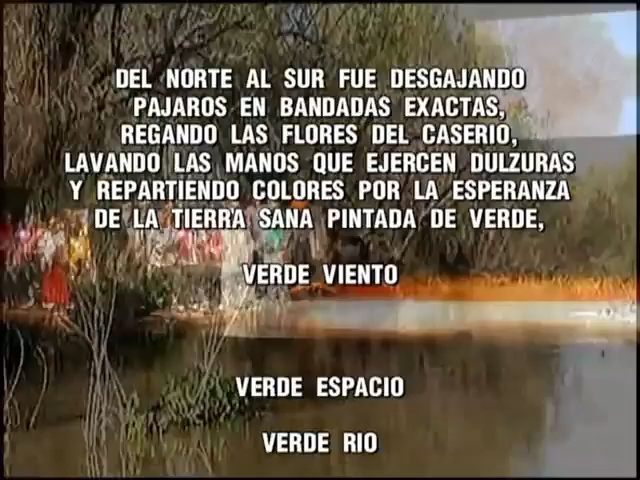 DEL NORTE AL SUR FUE DESGAJANDO
PAJAROS EN BANDADAS EXACTAS,
REGANDO LAS FLORES DEL CASERIO,
LAVANDO LAS MANOS QUE EJERCEN DULZURAS
Y REPARTIENDO COLORES POR LA ESPERANZA
DE LA TIERRA SANA PINTADA DE VERDE,
VERDE VIENTO
VERDE ESPACIO
VERDE RIO